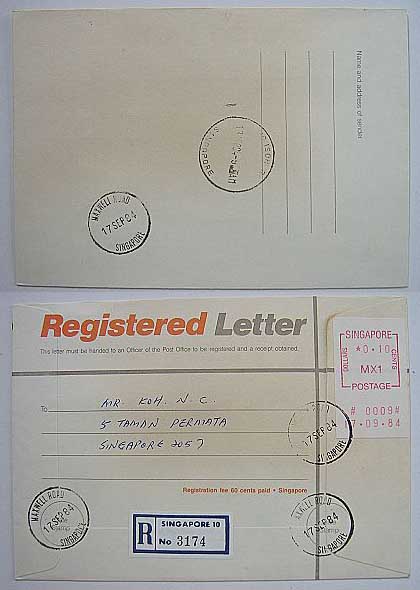 Name and address of sender
MAXWELL ROAD
17 SEP 84
SINGAPORE
SINGAPORE
Registered Letter
This letter must be handed to an Officer of the Post Office to be registered and a receipt obtained.
SINGAPORE
*0·10
DOLLARS
CENTS
MX1
POSTAGE
# 0009#
7·09·84
To
MR. KOH. N. C.
5 TAMAN PERMATA
SINGAPORE 2057
17 SEP 84
Registration fee 60 cents paid • Singapore
MAXWELL ROAD
17 SEP 84
SINGAPORE
R
SINGAPORE 10
No 3174
MAXWELL ROAD
17 SEP 84
SINGAPORE